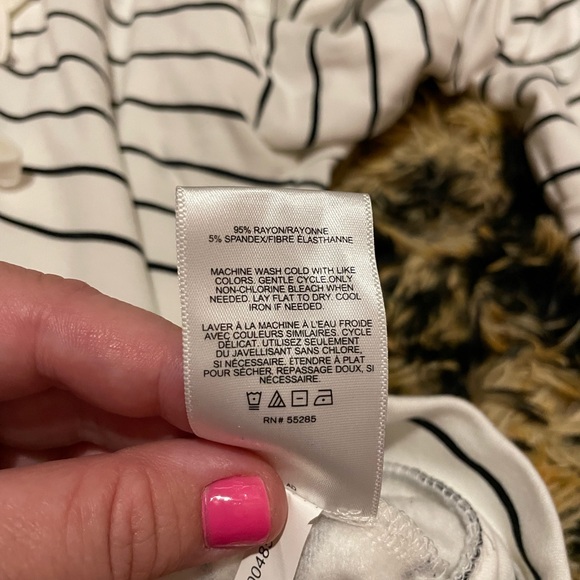 95% RAYON/RAYONNE
5% SPANDEX/FIBRE ÉLASTHANNE
MACHINE WASH COLD WITH LIKE
COLORS. GENTLE CYCLE.ONLY
NON-CHLORINE BLEACH WHEN
NEEDED. LAY FLAT TO DRY. COOL
IRON IF NEEDED.
LAVER À LA MACHINE À L'EAU FROIDE
AVEC COULEURS SIMILAIRES. CYCLE
DÉLICAT. UTILISEZ SEULEMENT
DU JAVELLISANT SANS CHLORE,
SI NÉCESSAIRE. ÉTENDRE À PLAT
POUR SÉCHER. REPASSAGE DOUX, SI
NÉCESSAIRE.
RN# 55285